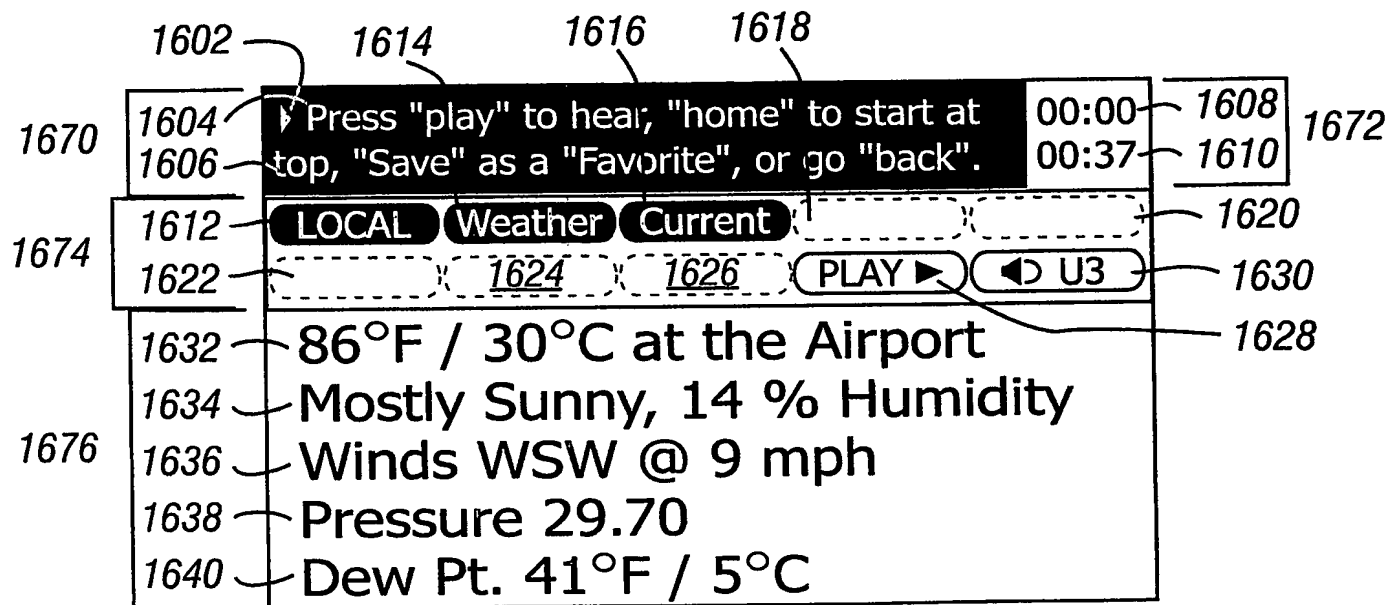 1602 1614 1616 1618
1670 1604 Press "play" to hear, "home" to start at 00:00 1608 1672
1606 top, "Save" as a "Favorite", or go "back". 00:37 1610
1674 1612 LOCAL Weather Current 1620
1622 1624 1626 PLAY U3 1630
1632 86°F / 30°C at the Airport 1628
1634 Mostly Sunny, 14 % Humidity
1676 1636 Winds WSW @ 9 mph
1638 Pressure 29.70
1640 Dew Pt. 41°F / 5°C